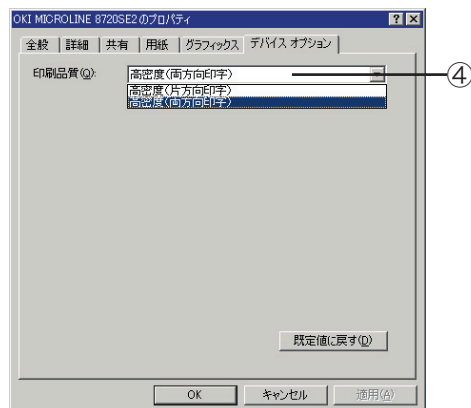 OKI MICROLINE 8720SE2のプロパティ
全般 詳細 共有 用紙 グラフィックス デバイス オプション
印刷品質(Q): 高密度(両方向印字) ④
高密度(片方向印字)
高密度(両方向印字)
既定値に戻す(D)
OK キャンセル 適用(A)